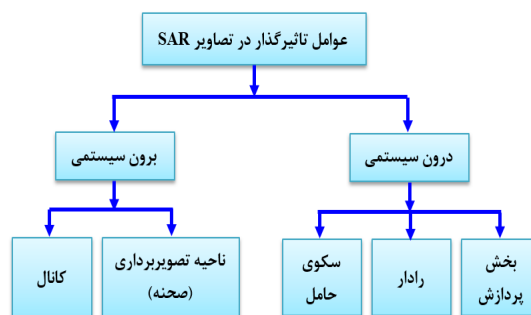 عوامل تاثیرگذار در تصاویر SAR
درون سیستمی
برون سیستمی
بخش
پردازش
رادار
سکوی
حامل
ناحیه تصویربرداری
(صحنه)
کانال